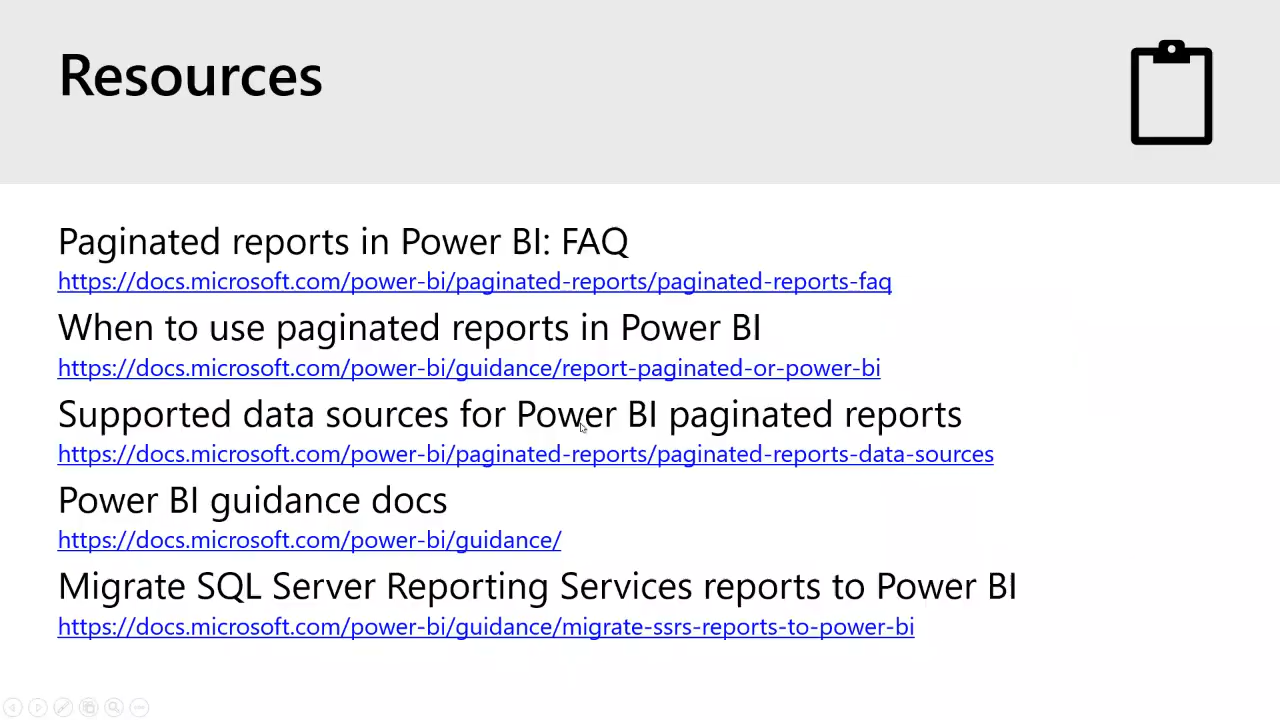 Resources
Paginated reports in Power BI: FAQ
https://docs.microsoft.com/power-bi/paginated-reports/paginated-reports-faq
When to use paginated reports in Power BI
https://docs.microsoft.com/power-bi/guidance/report-paginated-or-power-bi
Supported data sources for Power BI paginated reports
https://docs.microsoft.com/power-bi/paginated-reports/paginated-reports-data-sources
Power BI guidance docs
https://docs.microsoft.com/power-bi/guidance/
Migrate SQL Server Reporting Services reports to Power BI
https://docs.microsoft.com/power-bi/guidance/migrate-ssrs-reports-to-power-bi